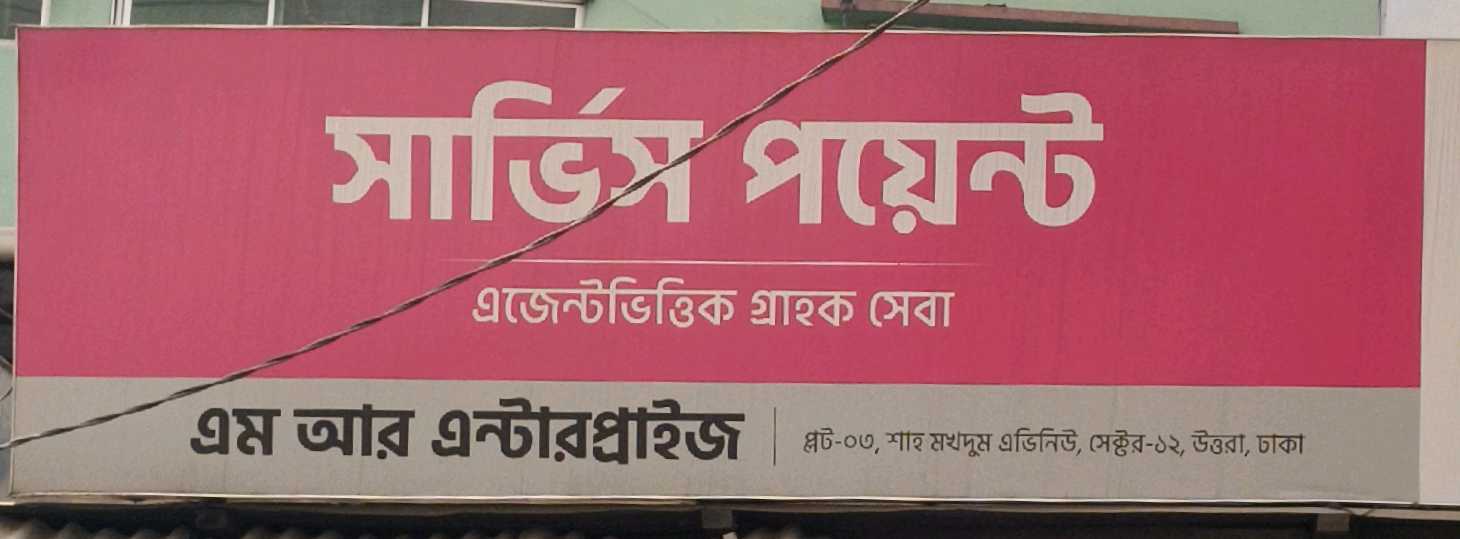 সার্ভিস পয়েন্ট
এজেন্টভিত্তিক গ্রাহক সেবা
এম আর এন্টারপ্রাইজ
প্লট-০৩, শাহ মখদুম এভিনিউ, সেক্টর-১২, উত্তরা, ঢাকা